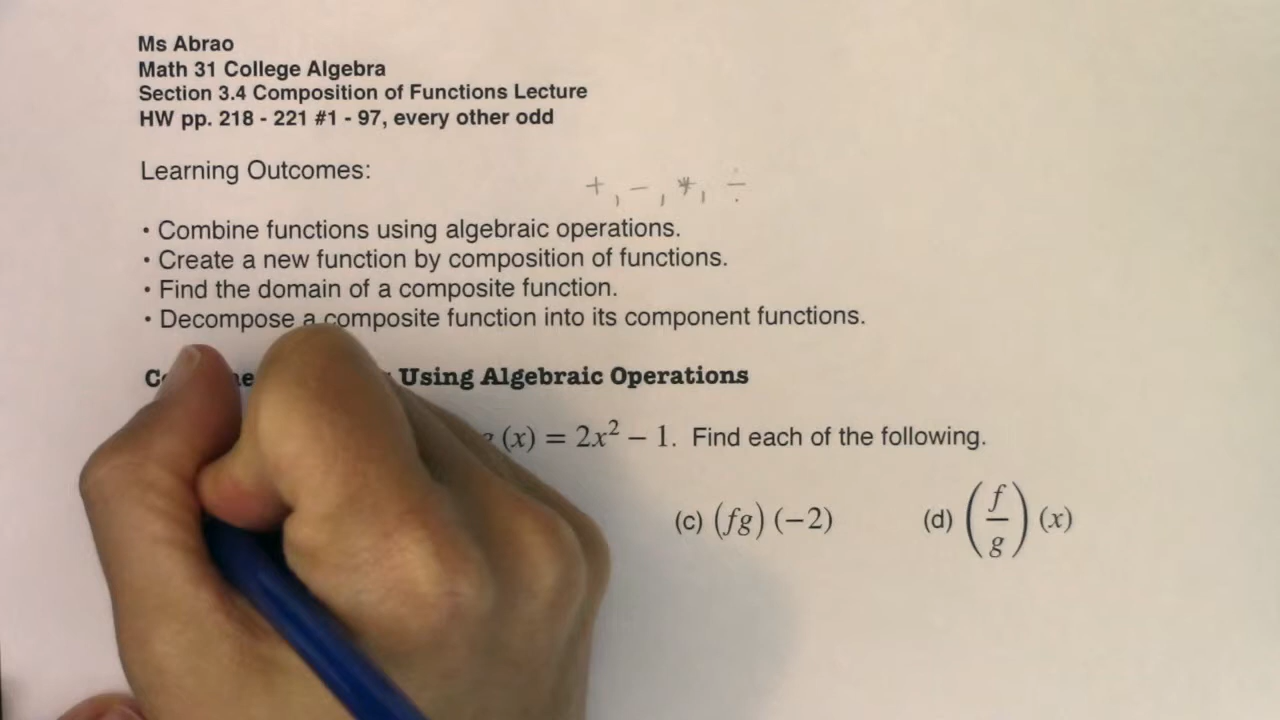 Ms Abrao
Math 31 College Algebra
Section 3.4 Composition of Functions Lecture
HW pp. 218 - 221 #1 - 97, every other odd
Learning Outcomes:
+, -, *, ÷
• Combine functions using algebraic operations.
• Create a new function by composition of functions.
• Find the domain of a composite function.
• Decompose a composite function into its component functions.
Using Algebraic Operations
(x) = 2x² − 1. Find each of the following.
(c) (fg)(−2) (d) (f/g)(x)